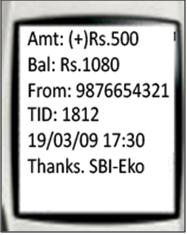 Amt: (+)Rs.500
Bal: Rs.1080
From: 9876654321
TID: 1812
19/03/09 17:30
Thanks. SBI-Eko